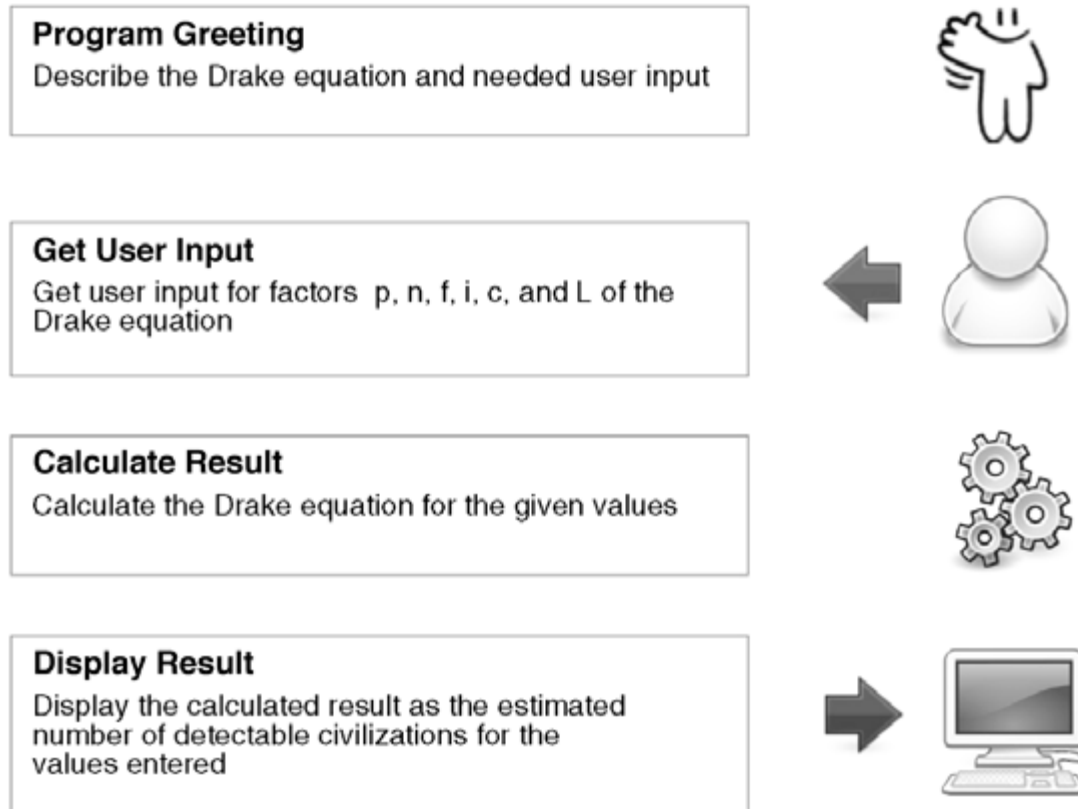 Program Greeting
Describe the Drake equation and needed user input
Get User Input
Get user input for factors p, n, f, i, c, and L of the
Drake equation
Calculate Result
Calculate the Drake equation for the given values
Display Result
Display the calculated result as the estimated
number of detectable civilizations for the
values entered